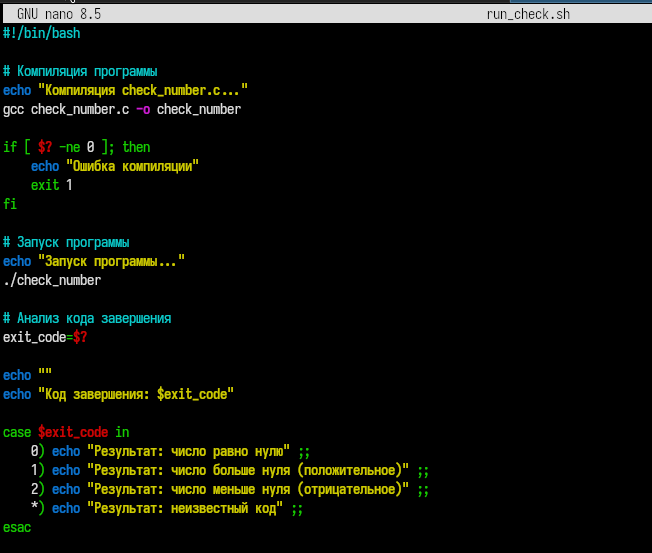 GNU nano 8.5 run_check.sh
#!/bin/bash
# Компиляция программы
echo "Компиляция check_number.c..."
gcc check_number.c -o check_number
if [ $? -ne 0 ]; then
echo "Ошибка компиляции"
exit 1
fi
# Запуск программы
echo "Запуск программы..."
./check_number
# Анализ кода завершения
exit_code=$?
echo ""
echo "Код завершения: $exit_code"
case $exit_code in
0) echo "Результат: число равно нулю" ;;
1) echo "Результат: число больше нуля (положительное)" ;;
2) echo "Результат: число меньше нуля (отрицательное)" ;;
*) echo "Результат: неизвестный код" ;;
esac